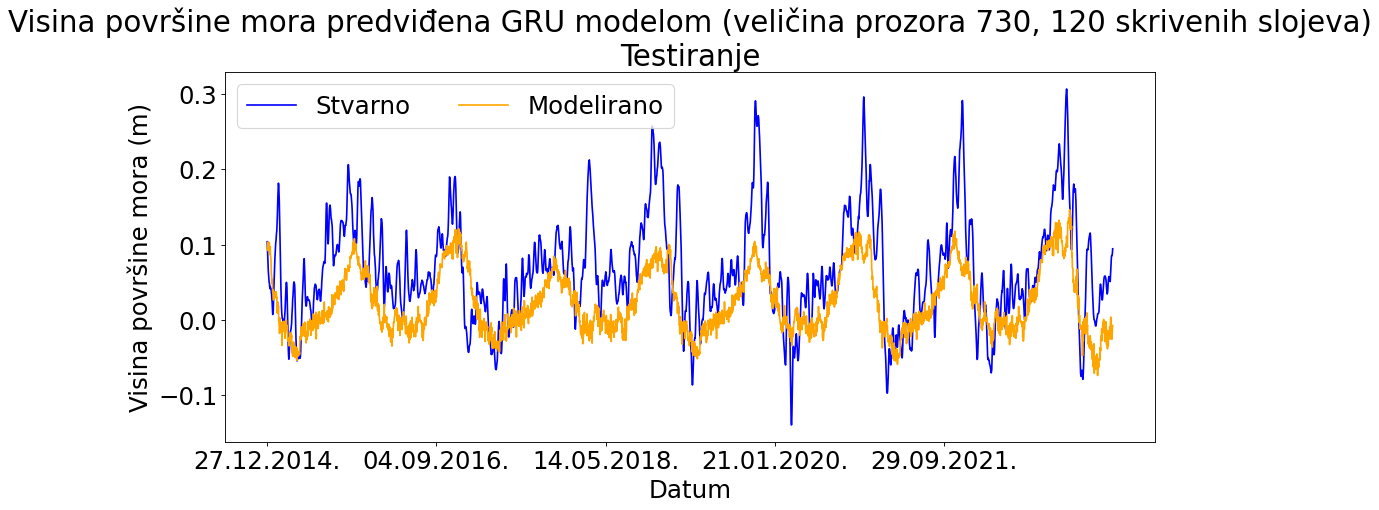 Visina površine mora predviđena GRU modelom (veličina prozora 730, 120 skrivenih slojeva)
Testiranje
Stvarno Modelirano
Visina površine mora (m)
0.3
0.2
0.1
0.0
−0.1
27.12.2014. 04.09.2016. 14.05.2018. 21.01.2020. 29.09.2021.
Datum